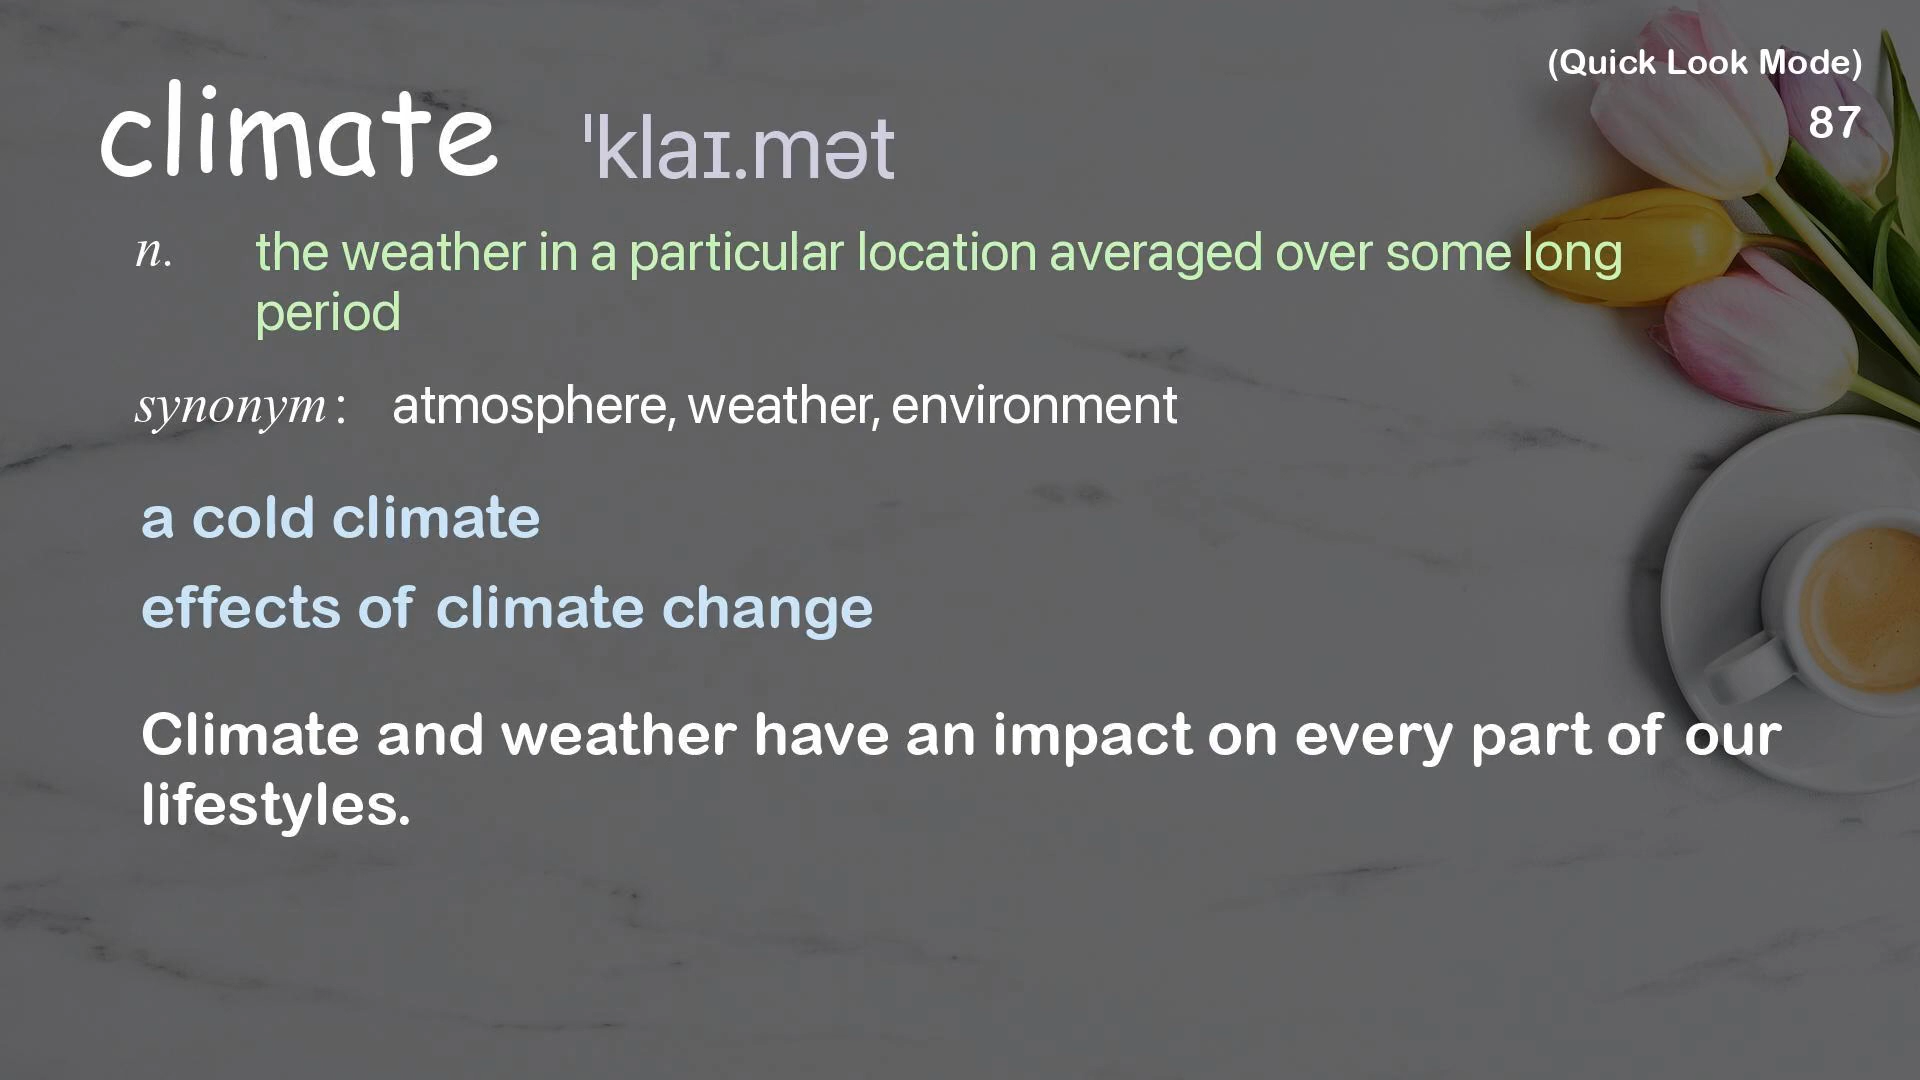 (Quick Look Mode)
87
climate ˈklaɪ.mət
n. the weather in a particular location averaged over some long
period
synonym: atmosphere, weather, environment
a cold climate
effects of climate change
Climate and weather have an impact on every part of our
lifestyles.